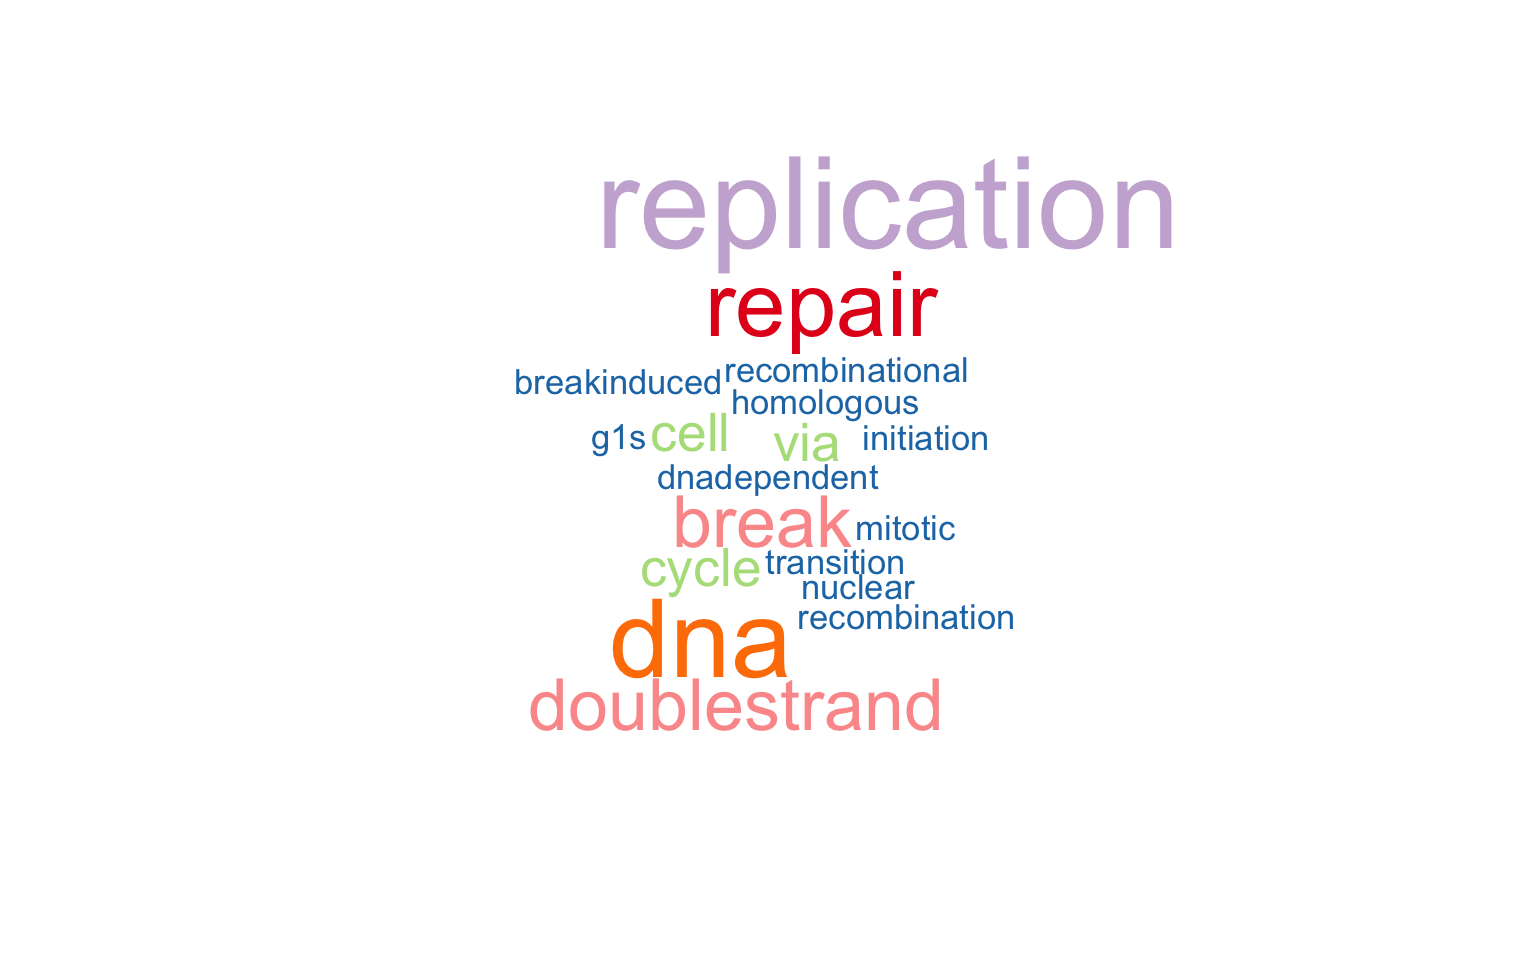 replication
repair
recombinational
breakinduced
homologous
g1s cell via initiation
dnadependent
break mitotic
cycle transition
nuclear
recombination
dna
doublestrand